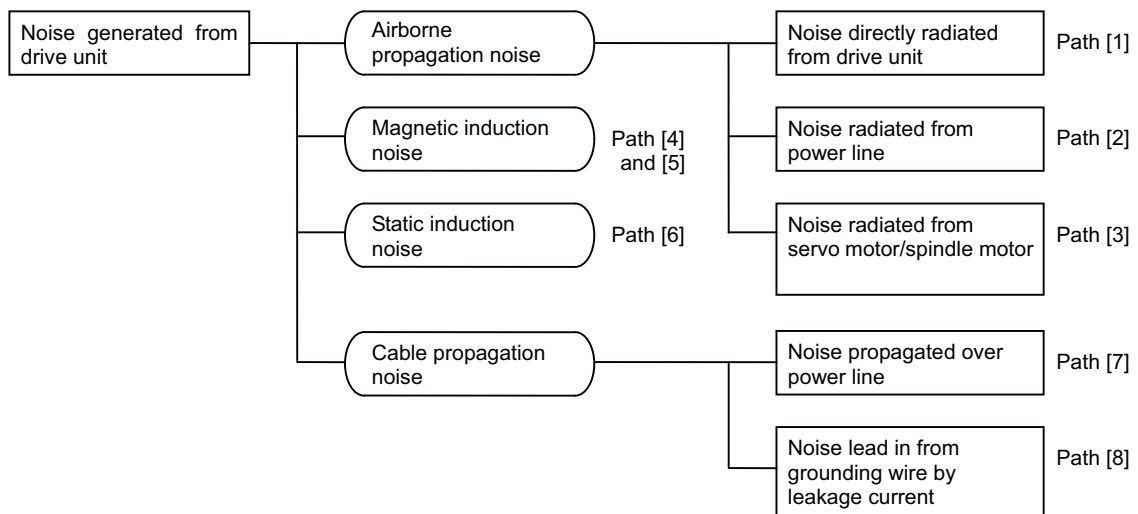 Noise generated from
drive unit
Airborne
propagation noise
Noise directly radiated
from drive unit
Path [1]
Magnetic induction
noise
Path [4]
and [5]
Noise radiated from
power line
Path [2]
Static induction
noise
Path [6]
Noise radiated from
servo motor/spindle motor
Path [3]
Cable propagation
noise
Noise propagated over
power line
Path [7]
Noise lead in from
grounding wire by
leakage current
Path [8]